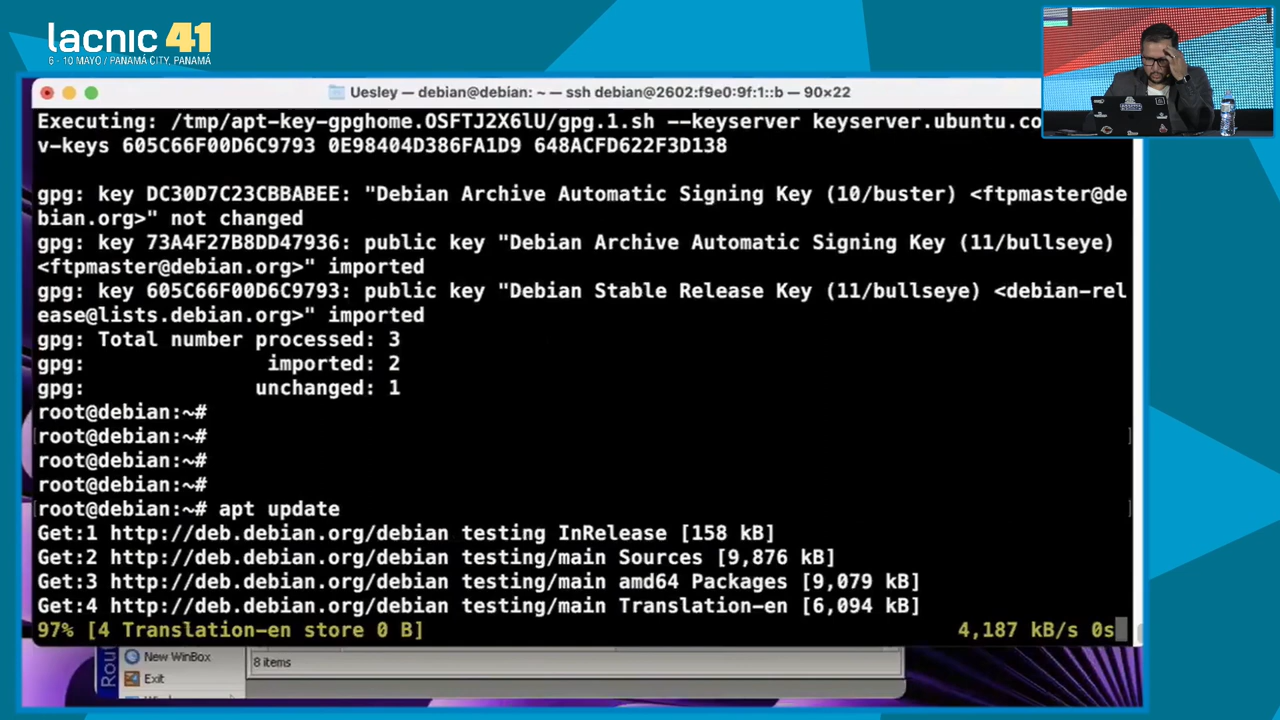 lacnic 41
6 - 10 MAYO / PANAMÁ CITY, PANAMÁ
Uesley — debian@debian: ~ — ssh debian@2602:f9e0:9f:1::b — 90x22
Executing: /tmp/apt-key-gpghome.OSFTJ2X6lU/gpg.1.sh --keyserver keyserver.ubuntu.co
v-keys 605C66F00D6C9793 0E98404D386FA1D9 648ACFD622F3D138
gpg: key DC30D7C23CBBABEE: "Debian Archive Automatic Signing Key (10/buster) <ftpmaster@de
bian.org>" not changed
gpg: key 73A4F27B8DD47936: public key "Debian Archive Automatic Signing Key (11/bullseye)
<ftpmaster@debian.org>" imported
gpg: key 605C66F00D6C9793: public key "Debian Stable Release Key (11/bullseye) <debian-rel
ease@lists.debian.org>" imported
gpg: Total number processed: 3
gpg: imported: 2
gpg: unchanged: 1
root@debian:~#
root@debian:~#
root@debian:~#
root@debian:~#
root@debian:~# apt update
Get:1 http://deb.debian.org/debian testing InRelease [158 kB]
Get:2 http://deb.debian.org/debian testing/main Sources [9,876 kB]
Get:3 http://deb.debian.org/debian testing/main amd64 Packages [9,079 kB]
Get:4 http://deb.debian.org/debian testing/main Translation-en [6,094 kB]
97% [4 Translation-en store 0 B] 4,187 kB/s 0s
New WinBox
8 items
Exit